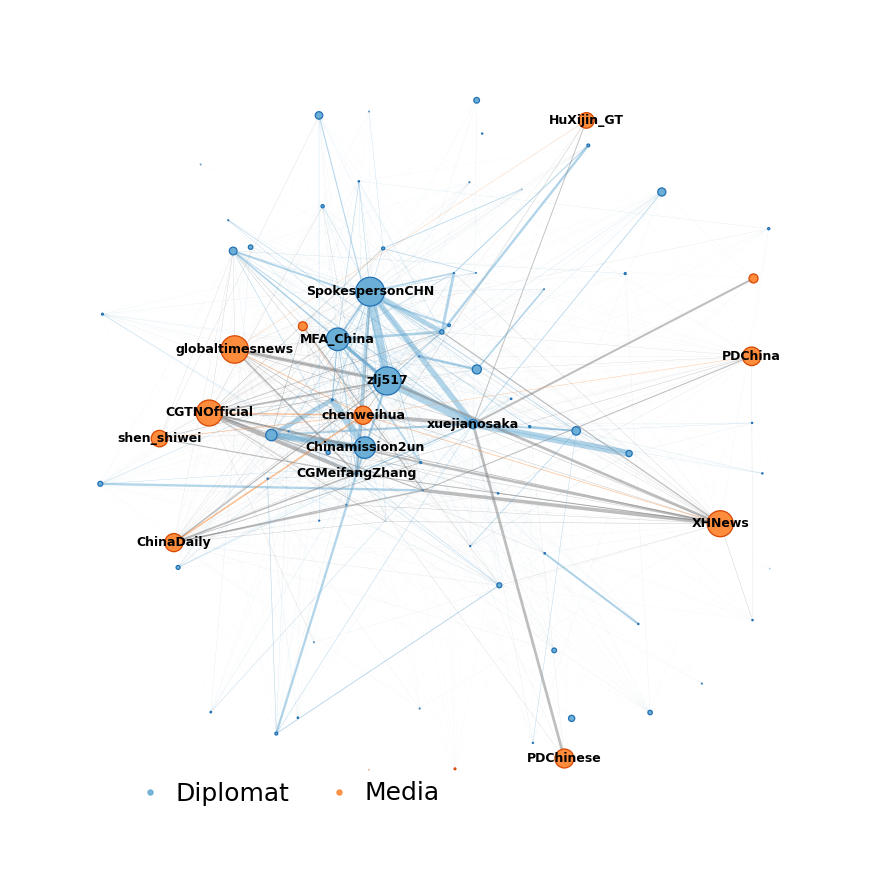 HuXijin_GT
SpokespersonCHN
MFA_China
globaltimesnews
PDChina
zlj517
CGTNOfficial
chenweihua
xuejianosaka
shen_shiwei
Chinamission2un
CGMeifangZhang
XHNews
ChinaDaily
PDChinese
Diplomat
Media